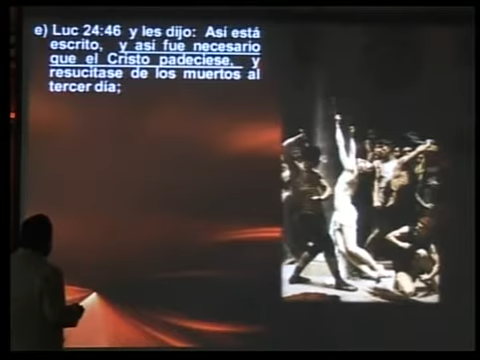 e) Luc 24:46 y les dijo: Así está
escrito, y así fue necesario
que el Cristo padeciese, y
resucitase de los muertos al
tercer día;